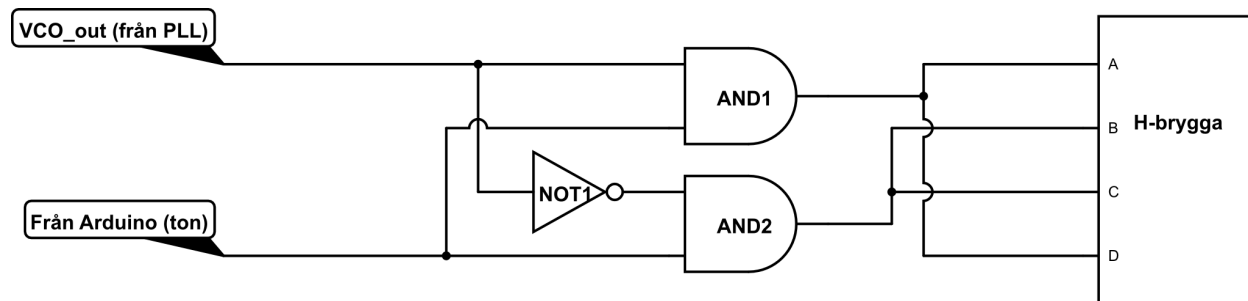 VCO_out (från PLL)
AND1
A
B
H-brygga
NOT1
C
Från Arduino (ton)
AND2
D